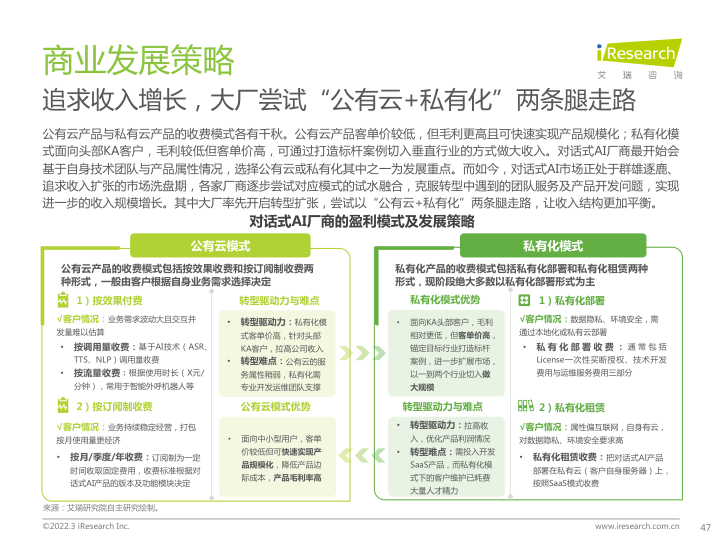 商业发展策略
iResearch
艾 瑞 咨 询
追求收入增长，大厂尝试“公有云+私有化”两条腿走路
公有云产品与私有云产品的收费模式各有千秋。公有云产品客单价较低，但毛利更高且可快速实现产品规模化；私有化模
式面向头部KA客户，毛利较低但客单价高，可通过打造标杆案例切入垂直行业的方式做大收入。对话式AI厂商最开始会
基于自身技术团队与产品属性情况，选择公有云或私有化其中之一为发展重点。而如今，对话式AI市场正处于群雄逐鹿、
追求收入扩张的市场洗盘期，各家厂商逐步尝试对应模式的试水融合，克服转型中遇到的团队服务及产品开发问题，实现
进一步的收入规模增长。其中大厂率先开启转型扩张，尝试以“公有云+私有化”两条腿走路，让收入结构更加平衡。
对话式AI厂商的盈利模式及发展策略
公有云模式
公有云产品的收费模式包括按效果收费和按订阅制收费两
种形式，一般由客户根据自身业务需求选择决定
1）按效果付费
√客户情况：业务需求波动大但交互并
发量难以估算
• 按调用量收费：基于AI技术（ASR、
TTS、NLP）调用量收费
• 按流量收费：根据使用时长（X元/
分钟），常用于智能外呼机器人等
2）按订阅制收费
√客户情况：业务持续稳定经营，打包
按月使用量更经济
• 按月/季度/年收费：订阅制为一定
时间收取固定费用，收费标准根据对
话式AI产品的版本及功能模块决定
转型驱动力与难点
• 转型驱动力：私有化模
式客单价高，针对头部
KA客户，拉高公司收入
• 转型难点：公有云的服
务属性稍弱，私有化需
专业开发运维团队支撑
公有云模式优势
• 面向中小型用户，客单
价较低但可快速实现产
品规模化，降低产品边
际成本，产品毛利率高
私有化模式
私有化产品的收费模式包括私有化部署和私有化租赁两种
形式，现阶段绝大多数以私有化部署形式为主
私有化模式优势
• 面向KA头部客户，毛利
相对更低，但客单价高，
锚定目标行业打造标杆
案例，进一步扩展市场，
以一到两个行业切入做
大规模
转型驱动力与难点
• 转型驱动力：拉高收
入，优化产品利润情况
• 转型难点：需投入开发
SaaS产品，而私有化模
式下的客户维护已耗费
大量人才精力
1）私有化部署
√客户情况：数据隐私、环境安全，需
通过本地化或私有云部署
• 私有化部署收费：通常包括
License一次性买断授权、技术开发
费用与运维服务费用三部分
2）私有化租赁
√客户情况：属性偏互联网，自身有云，
对数据隐私、环境安全要求高
• 私有化租赁收费：把对话式AI产品
部署在私有云（客户自身服务器）上，
按照SaaS模式收费
来源：艾瑞研究院自主研究绘制。
©2022.3 iResearch Inc.
www.iresearch.com.cn
47